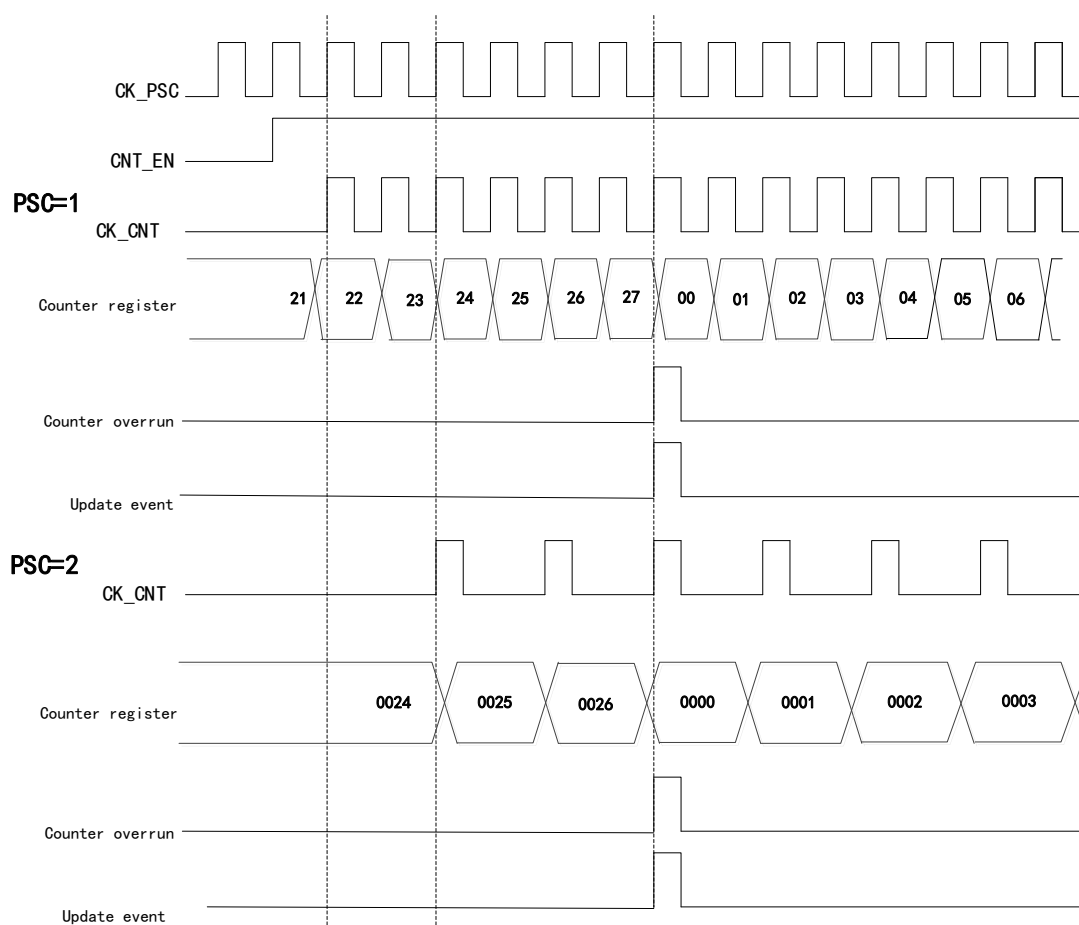 CK_PSC
CNT_EN
PSC=1
CK_CNT
Counter register 21 22 23 24 25 26 27 00 01 02 03 04 05 06
Counter overrun
Update event
PSC=2
CK_CNT
Counter register 0024 0025 0026 0000 0001 0002 0003
Counter overrun
Update event